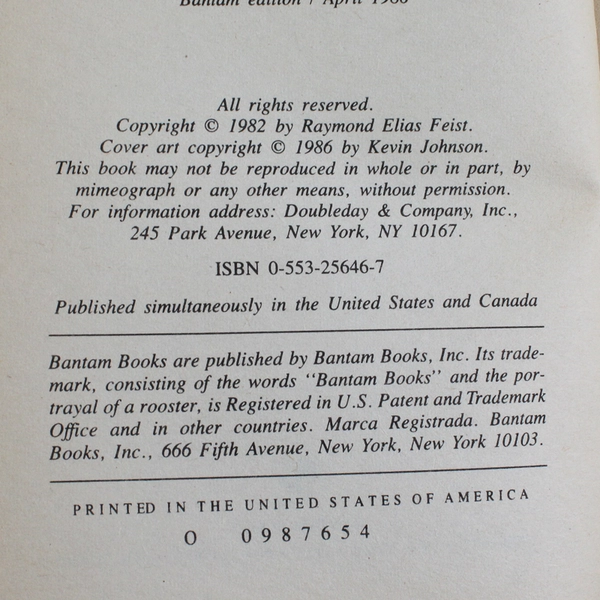 Bantam edition / April 1986
All rights reserved.
Copyright © 1982 by Raymond Elias Feist.
Cover art copyright © 1986 by Kevin Johnson.
This book may not be reproduced in whole or in part, by
mimeograph or any other means, without permission.
For information address: Doubleday & Company, Inc.,
245 Park Avenue, New York, NY 10167.
ISBN 0-553-25646-7
Published simultaneously in the United States and Canada
Bantam Books are published by Bantam Books, Inc. Its trade-
mark, consisting of the words "Bantam Books" and the por-
trayal of a rooster, is Registered in U.S. Patent and Trademark
Office and in other countries. Marca Registrada. Bantam
Books, Inc., 666 Fifth Avenue, New York, New York 10103.
PRINTED IN THE UNITED STATES OF AMERICA
O 0987654